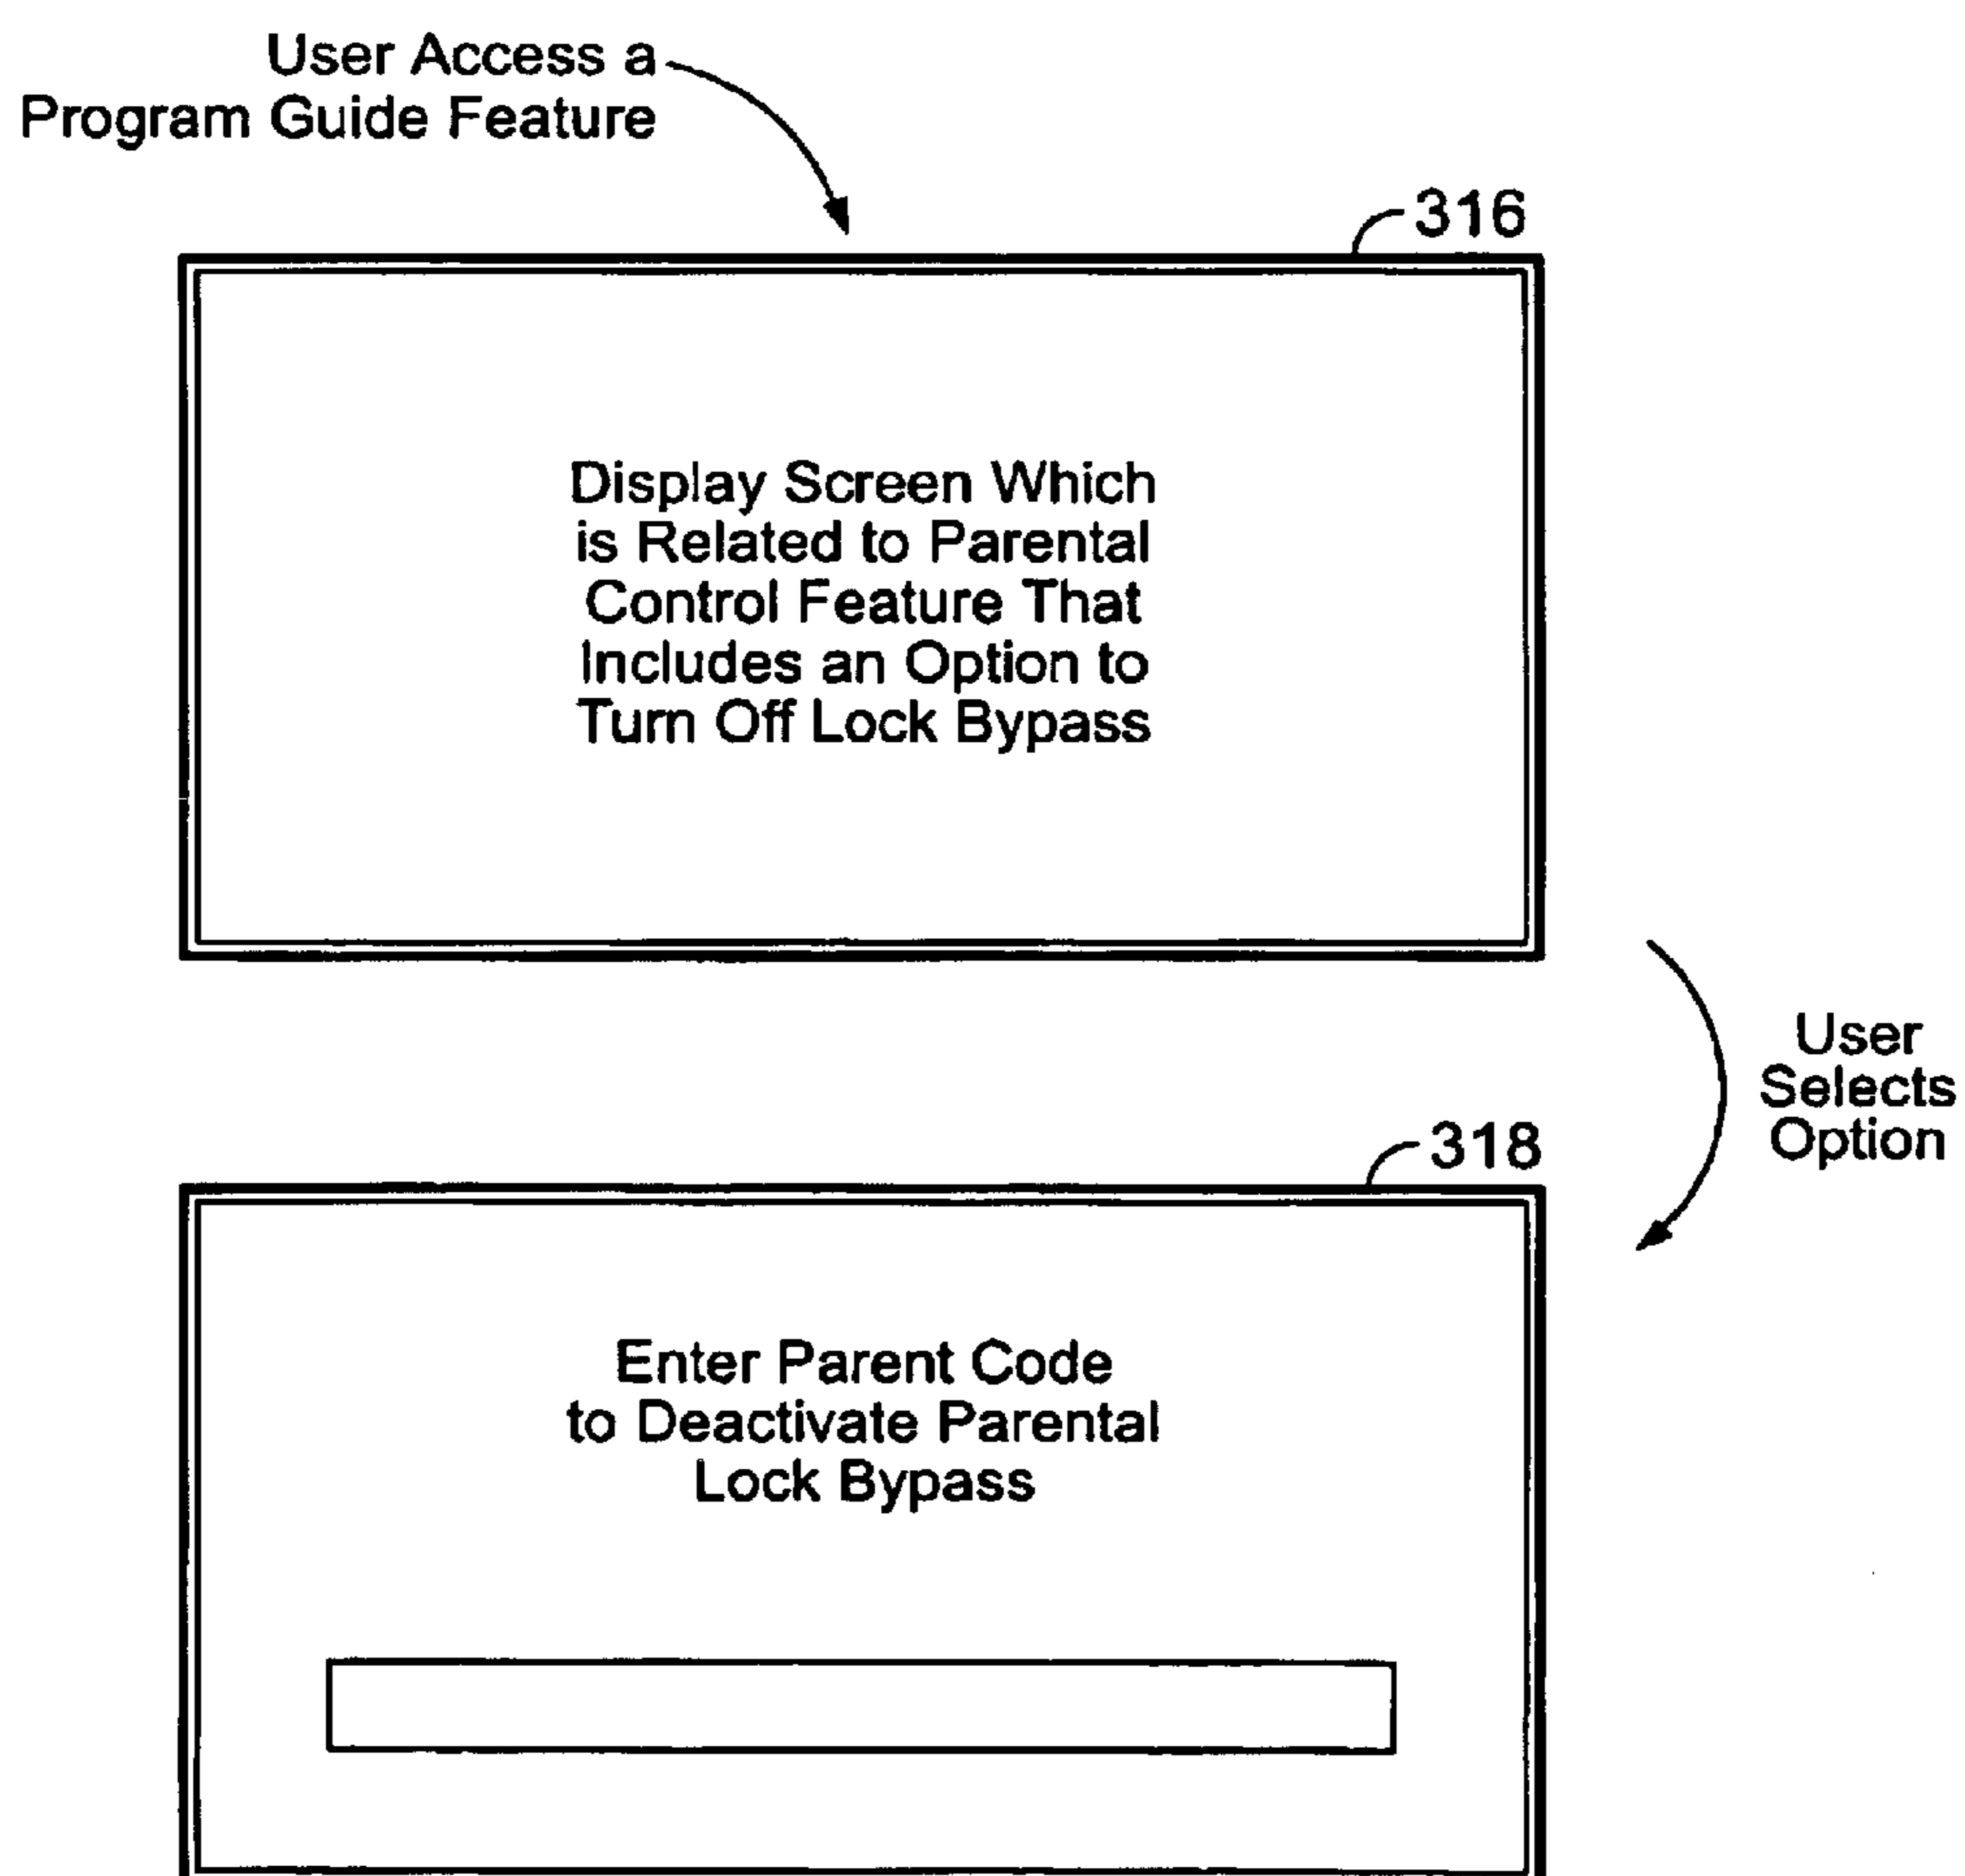 User Access a
Program Guide Feature
316
Display Screen Which
is Related to Parental
Control Feature That
Includes an Option to
Turn Off Lock Bypass
User
Selects
Option
318
Enter Parent Code
to Deactivate Parental
Lock Bypass